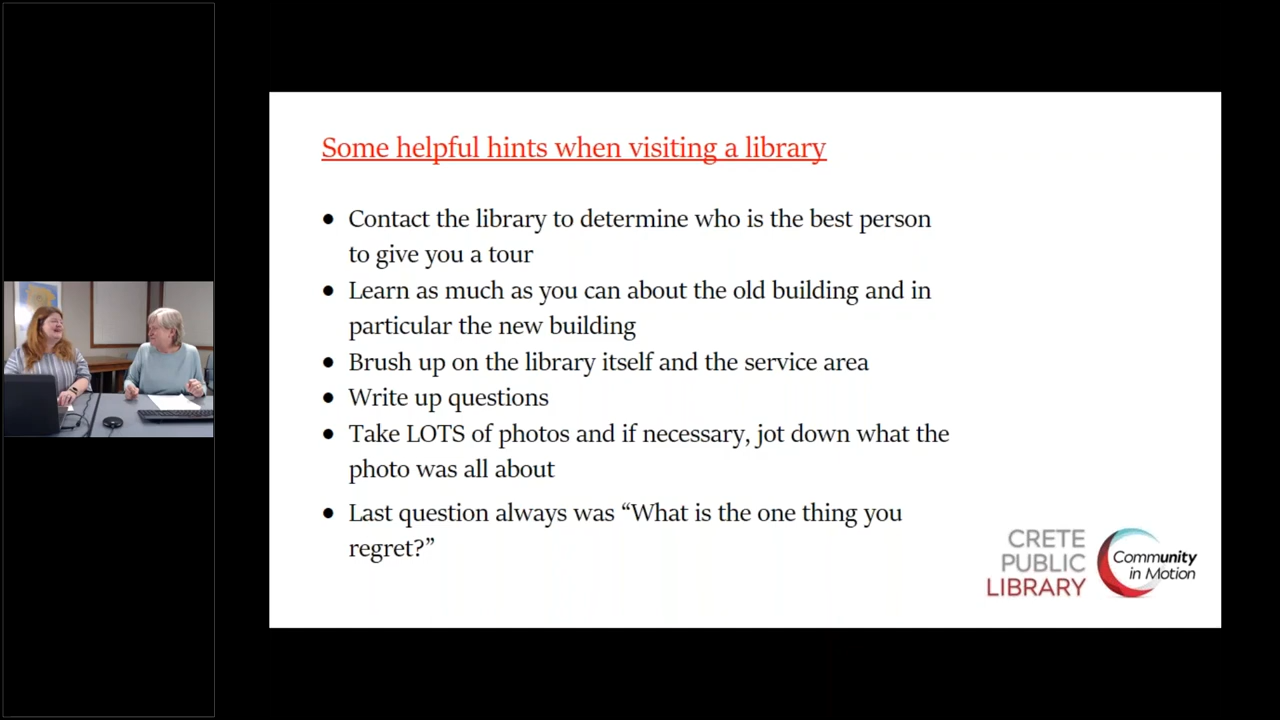 Some helpful hints when visiting a library
● Contact the library to determine who is the best person
to give you a tour
● Learn as much as you can about the old building and in
particular the new building
● Brush up on the library itself and the service area
● Write up questions
● Take LOTS of photos and if necessary, jot down what the
photo was all about
● Last question always was “What is the one thing you
regret?”
CRETE
PUBLIC
LIBRARY
Community
in Motion